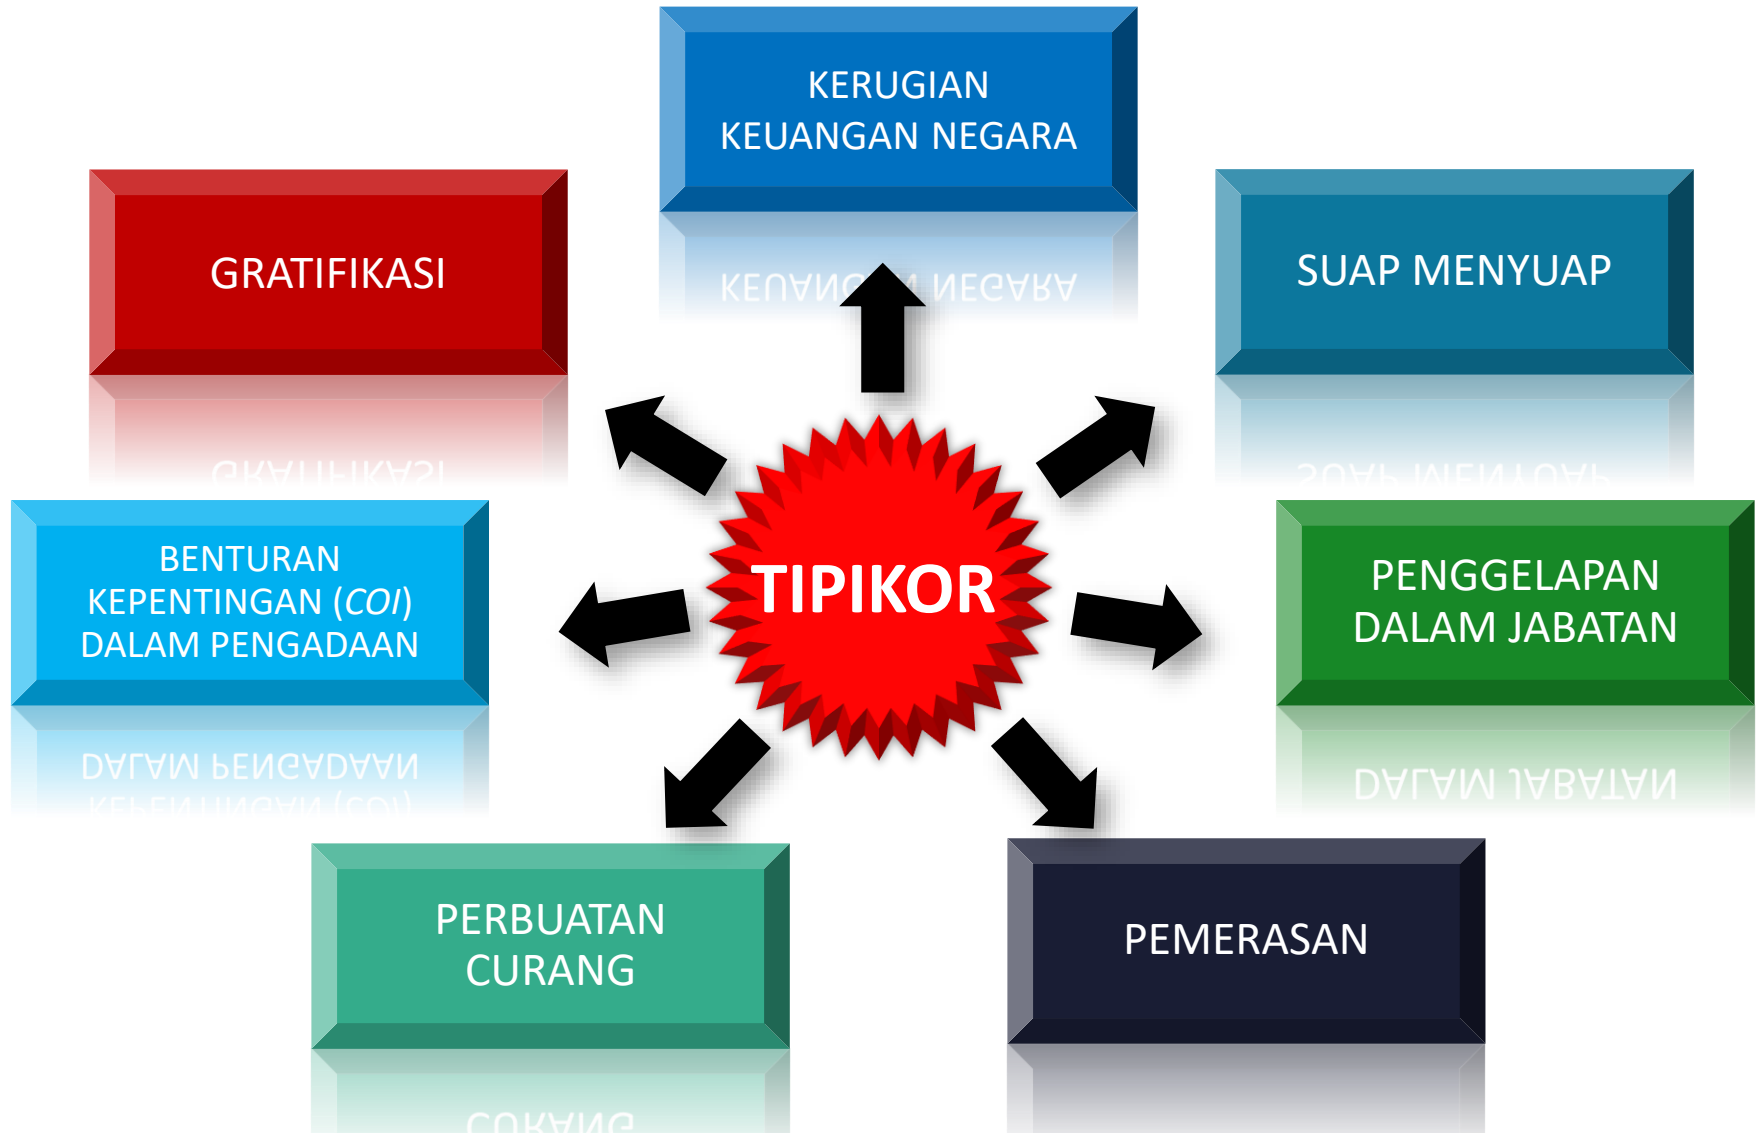 KERUGIAN
KEUANGAN NEGARA
GRATIFIKASI
SUAP MENYUAP
BENTURAN
KEPENTINGAN (COI)
DALAM PENGADAAN
TIPIKOR
PENGGELAPAN
DALAM JABATAN
PERBUATAN
CURANG
PEMERASAN